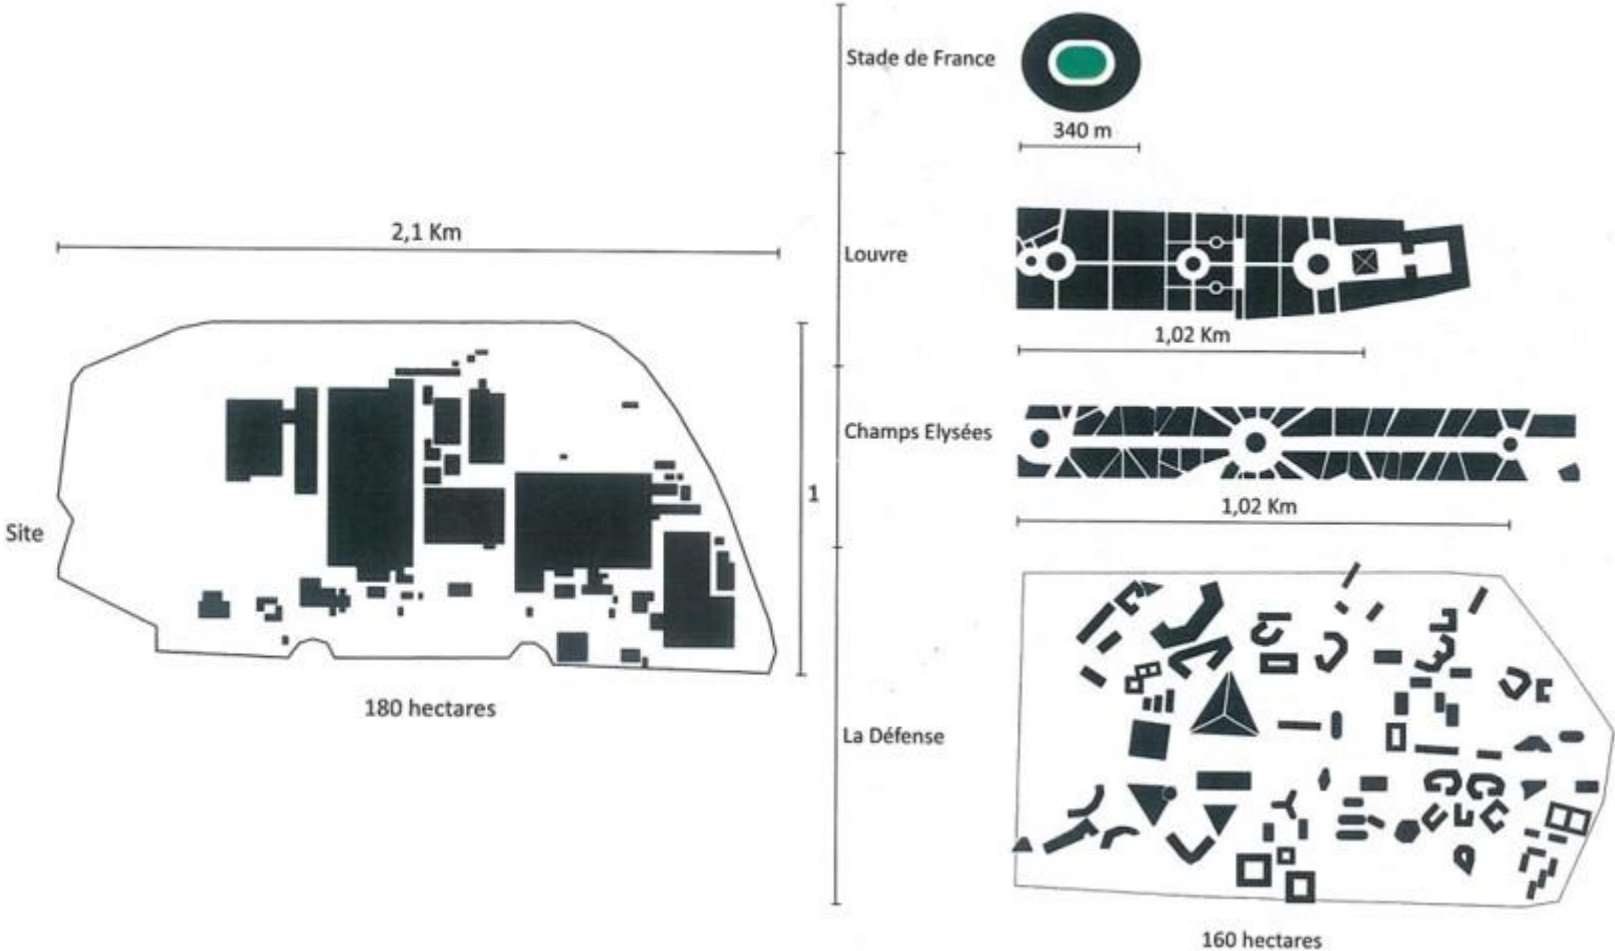 Stade de France
340 m
2,1 Km
Louvre
1,02 Km
Champs Elysées
1,02 Km
1
Site
180 hectares
La Défense
160 hectares